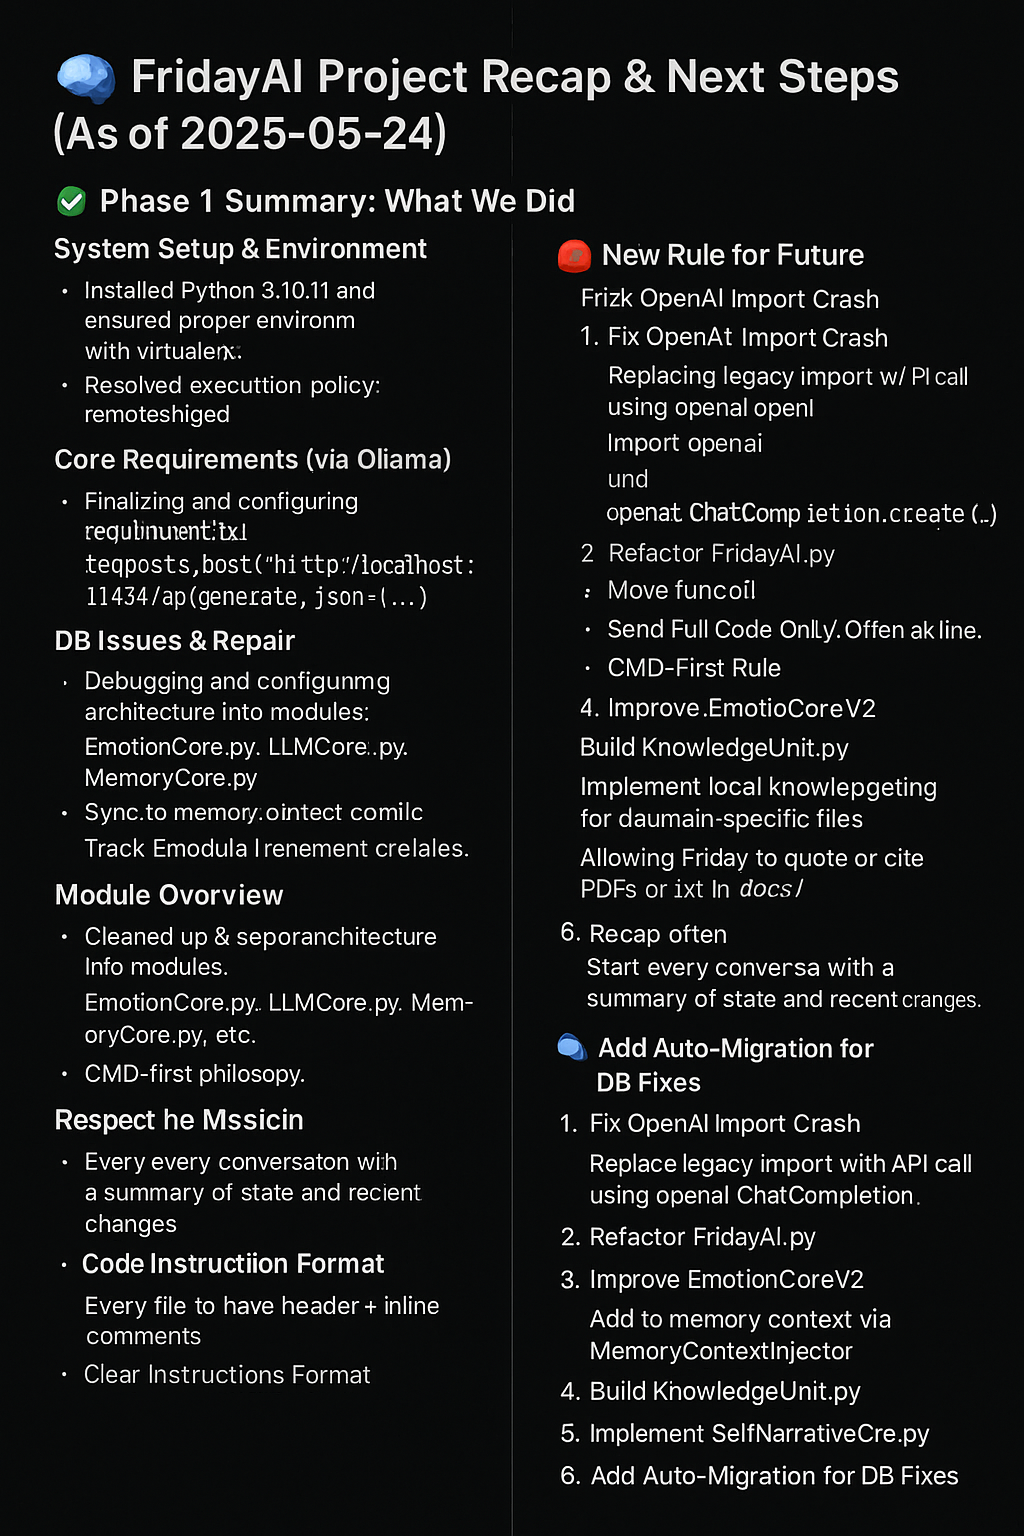 FridayAI Project Recap & Next Steps
(As of 2025-05-24)
Phase 1 Summary: What We Did
System Setup & Environment
• Installed Python 3.10.11 and
ensured proper environm
with virtualenx:
• Resolved executtion policy:
remoteshiged
Core Requirements (via Oliama)
• Finalizing and configuring
teqposts,bost("hittp:'/localhost:
11434/ap(generate, json=(...)
DB Issues & Repair
• Debugging and configunmg
architecture into modules:
EmotionCore.py. LLMCore.py.
MemoryCore.py
• Sync.to memory.ointect comilc
Track Emodula Irenement crelales.
Module Ovorview
• Cleaned up & seporanchitecture
Info modules.
EmotionCore.py. LLMCore.py. Mem-
oryCore.py, etc.
• CMD-first philosopy.
Respect he Mssicin
• Every every conversaton with
a summary of state and recient
changes
• Code Instructiion Format
Every file to have header + inline
comments
• Clear Instructions Format
New Rule for Future
Frizk OpenAI Import Crash
1. Fix OpenAt Import Crash
Replacing legacy import w/ PI call
using openal openl
Import openai
und
openat. ChatComp ietion.create (..)
2 Refactor FridayAI.py
: Move funcoil
• Send Full Code Only. Offen ak line.
• CMD-First Rule
4. Improve.EmotioCoreV2
Build KnowledgeUnit.py
Implement local knowlepgeting
for daumain-specific files
Allowing Friday to quote or cite
PDFs or ixt In docs/
6. Recap often
Start every conversa with a
summary of state and recent cranges.
Add Auto-Migration for
DB Fixes
1. Fix OpenAI Import Crash
Replace legacy import with API call
using openal ChatCompletion.
2. Refactor FridayAI.py
3. Improve EmotionCoreV2
Add to memory context via
MemoryContextInjector
4. Build KnowledgeUnit.py
5. Implement SelfNarrativeCre.py
6. Add Auto-Migration for DB Fixes